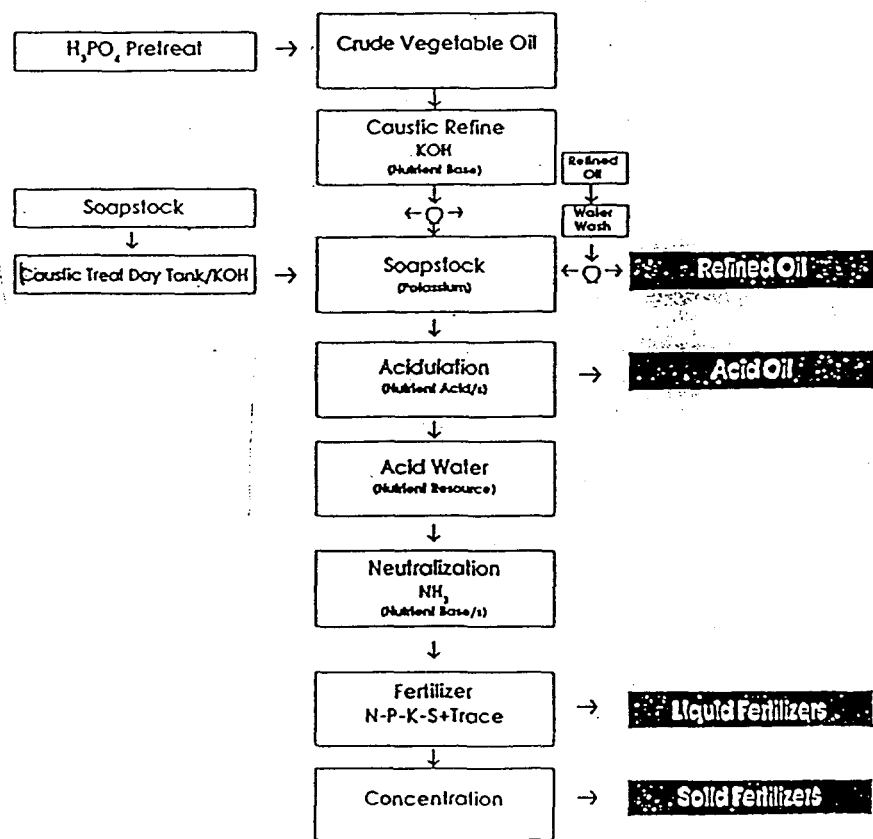 H₃PO₄ Pretreat
Crude Vegetable Oil
Caustic Refine
KOH
(Nutrient Base)
Refined
Oil
Water
Wash
Soapstock
Caustic Treat Day Tank/KOH
Soapstock
(Potassium)
Refined Oil
Acidulation
(Nutrient Acid/s)
Acid Oil
Acid Water
(Nutrient Resource)
Neutralization
NH₃
(Nutrient Base/s)
Fertilizer
N-P-K-S+Trace
Liquid Fertilizers
Concentration
Solid Fertilizers